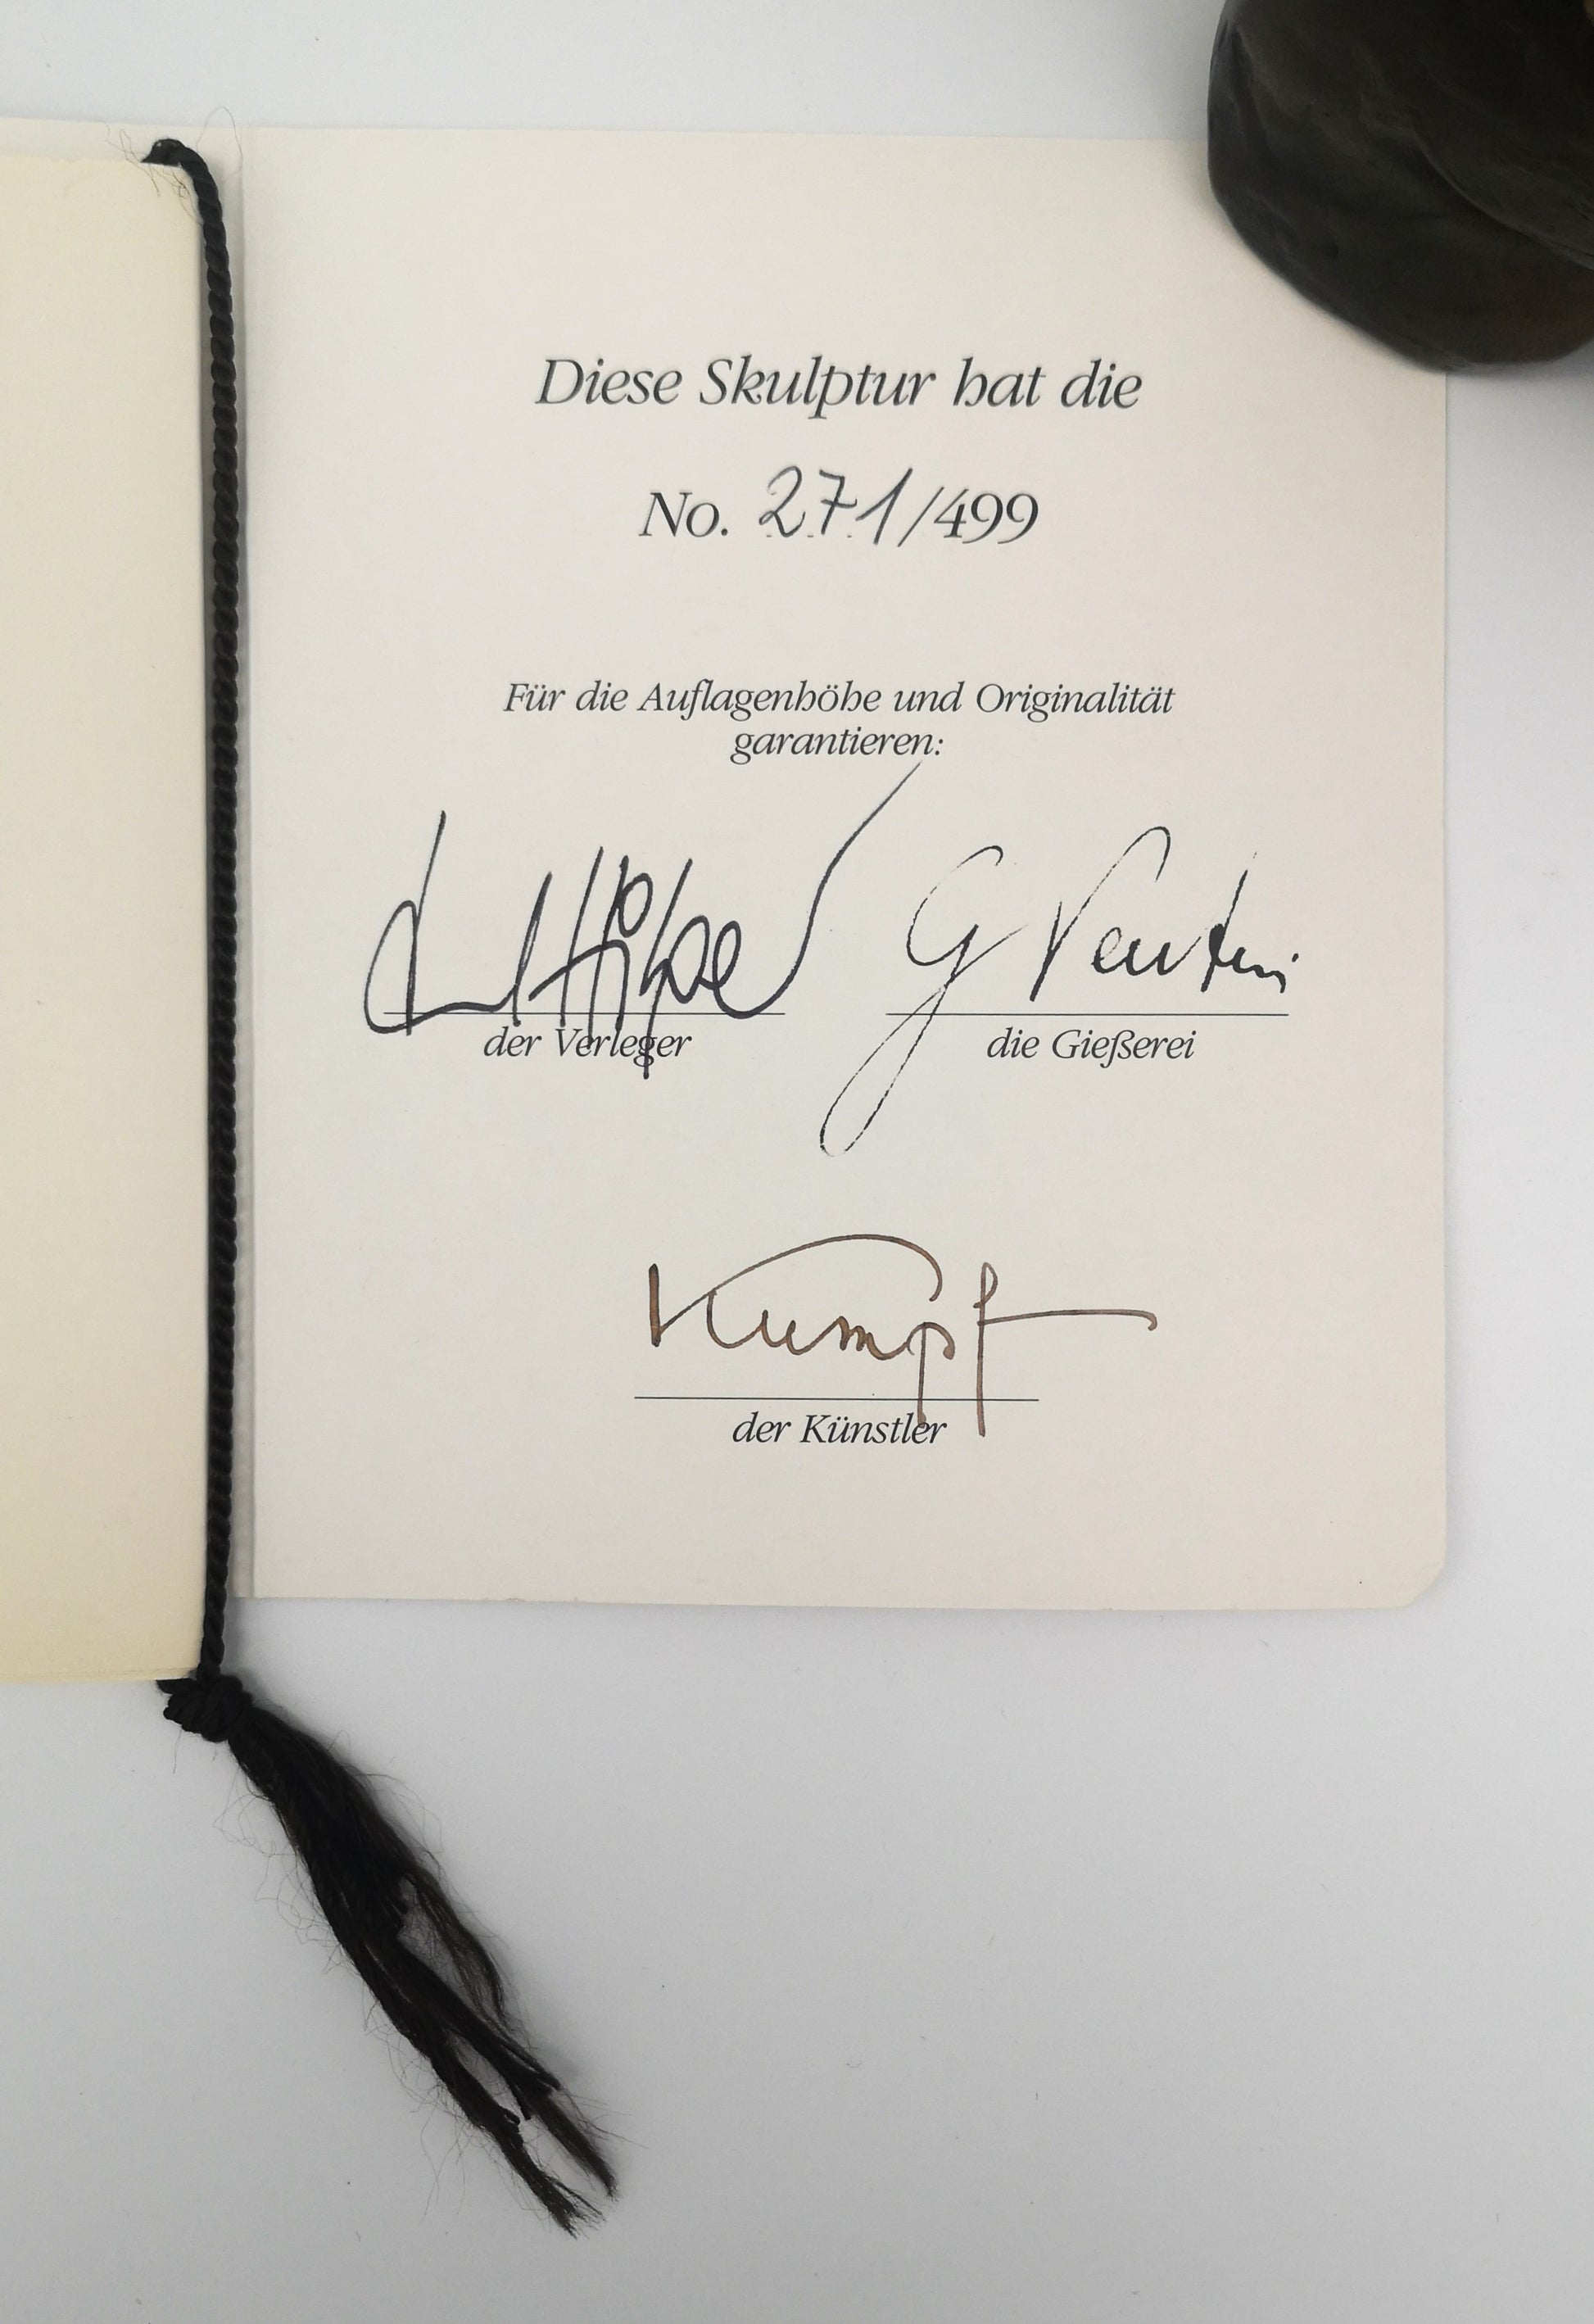 Diese Skulptur hat die
No. 271/499
Für die Auflagenhöhe und Originalität
garantieren:
der Verleger
die Gießerei
Kumpf
der Künstler